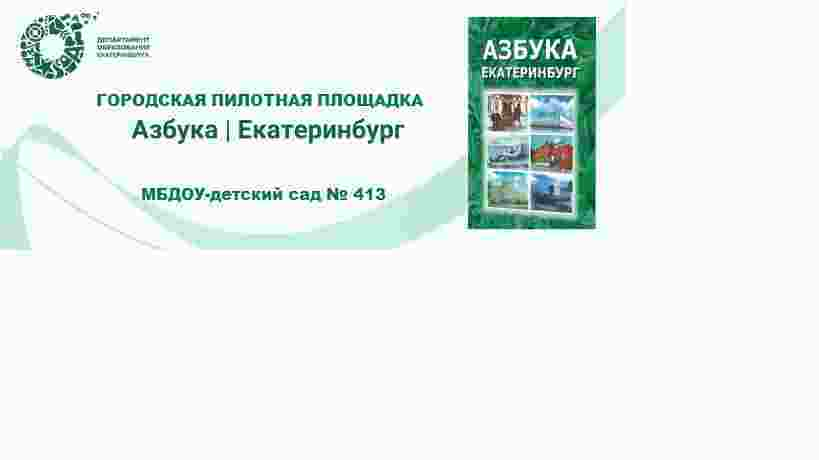 ДЕПАРТАМЕНТ
ОБРАЗОВАНИЯ
ЕКАТЕРИНБУРГА
ГОРОДСКАЯ ПИЛОТНАЯ ПЛОЩАДКА
Азбука | Екатеринбург
МБДОУ-детский сад № 413
АЗБУКА
ЕКАТЕРИНБУРГ